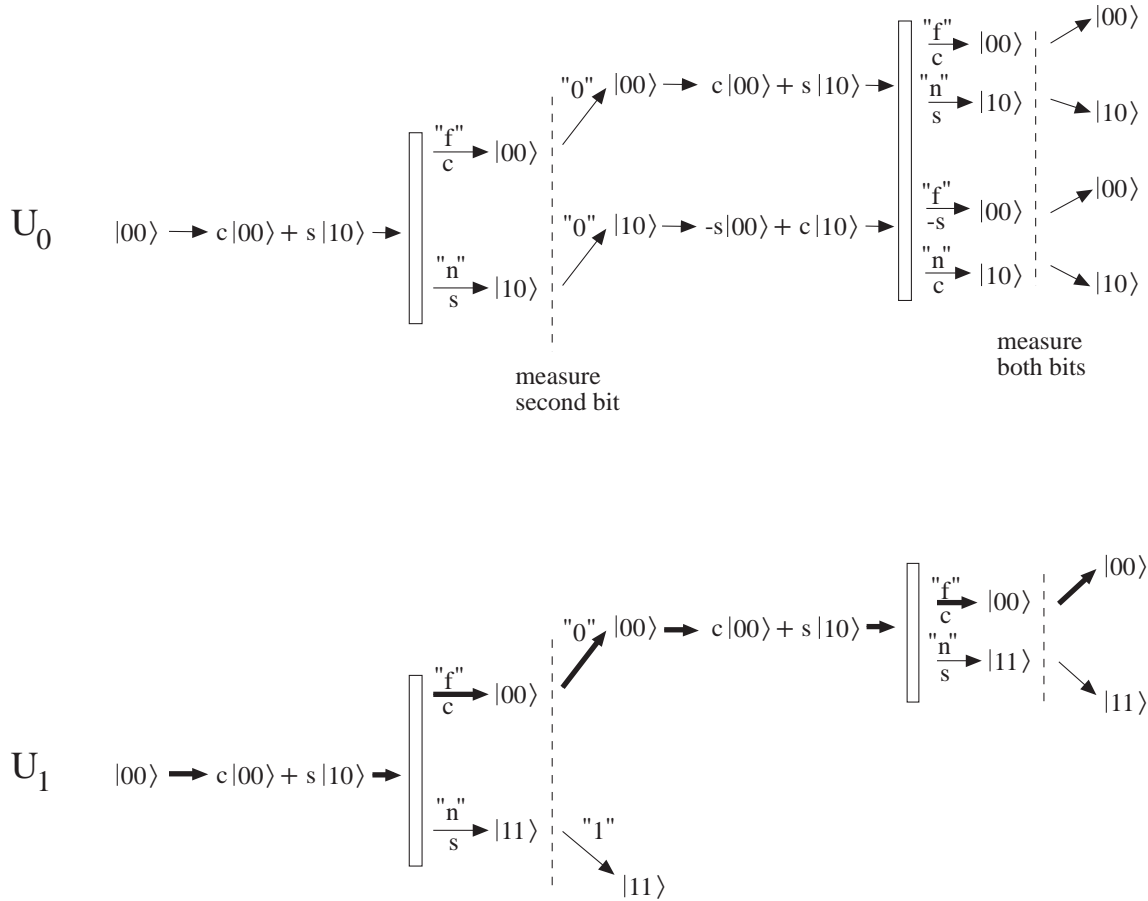 U0
|00⟩ c|00⟩ + s|10⟩
"f"
c
|00⟩
"n"
s
|10⟩
"0" |00⟩ c|00⟩ + s|10⟩
"0" |10⟩ -s|00⟩ + c|10⟩
measure
second bit
"f"
c
|00⟩
"n"
s
|10⟩
"f"
-s
|00⟩
"n"
c
|10⟩
|00⟩
|10⟩
|00⟩
|10⟩
measure
both bits
U1
|00⟩ c|00⟩ + s|10⟩
"f"
c
|00⟩
"n"
s
|11⟩
"0" |00⟩ c|00⟩ + s|10⟩
"1"
|11⟩
"f"
c
|00⟩
"n"
s
|11⟩
|00⟩
|11⟩